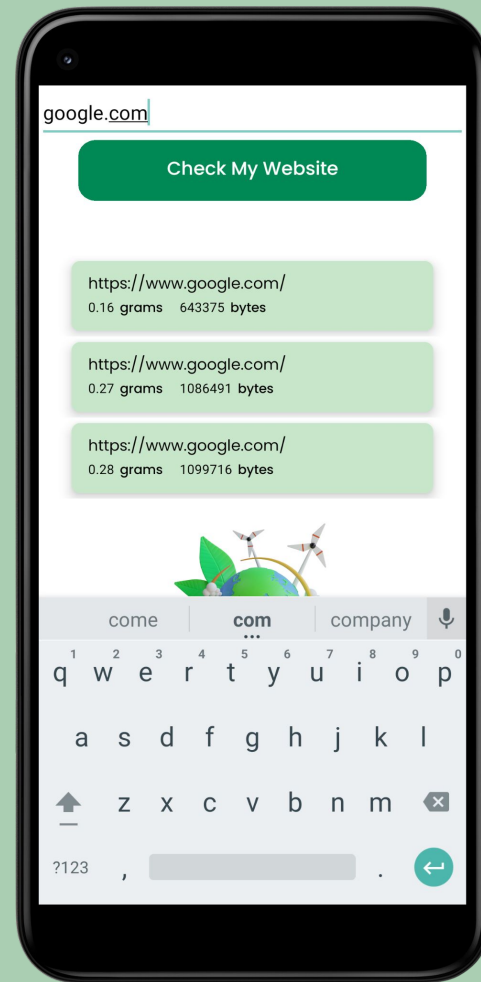 google.com
Check My Website
https://www.google.com/
0.16 grams 643375 bytes
https://www.google.com/
0.27 grams 1086491 bytes
https://www.google.com/
0.28 grams 1099716 bytes
come com company
1 2 3 4 5 6 7 8 9 0
q w e r t y u i o p
a s d f g h j k l
z x c v b n m
?123 , .